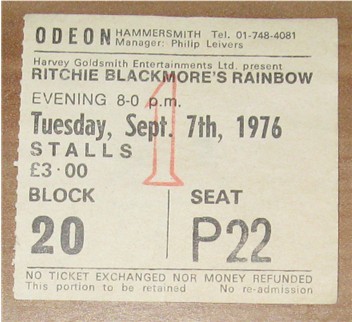 ODEON HAMMERSMITH Tel. 01-748-4081
Manager: Philip Leivers
Harvey Goldsmith Entertainments Ltd. present
RITCHIE BLACKMORE'S RAINBOW
EVENING 8-0 p.m.
Tuesday, Sept. 7th, 1976
STALLS
£3·00
1
BLOCK SEAT
20 P22
NO TICKET EXCHANGED NOR MONEY REFUNDED
This portion to be retained No re-admission